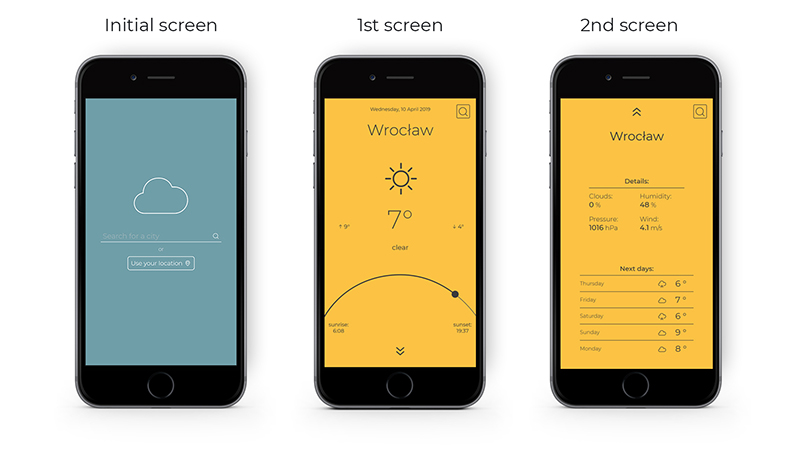 Initial screen
1st screen
2nd screen
Search for a city
or
Use your location
Wednesday, 10 April 2019
Wrocław
7°
↑ 9°
↓ 4°
clear
sunrise:
6:08
sunset:
19:37
Wrocław
Details:
Clouds:
0 %
Humidity:
48 %
Pressure:
1016 hPa
Wind:
4.1 m/s
Next days:
Thursday 6 °
Friday 7 °
Saturday 6 °
Sunday 9 °
Monday 8 °